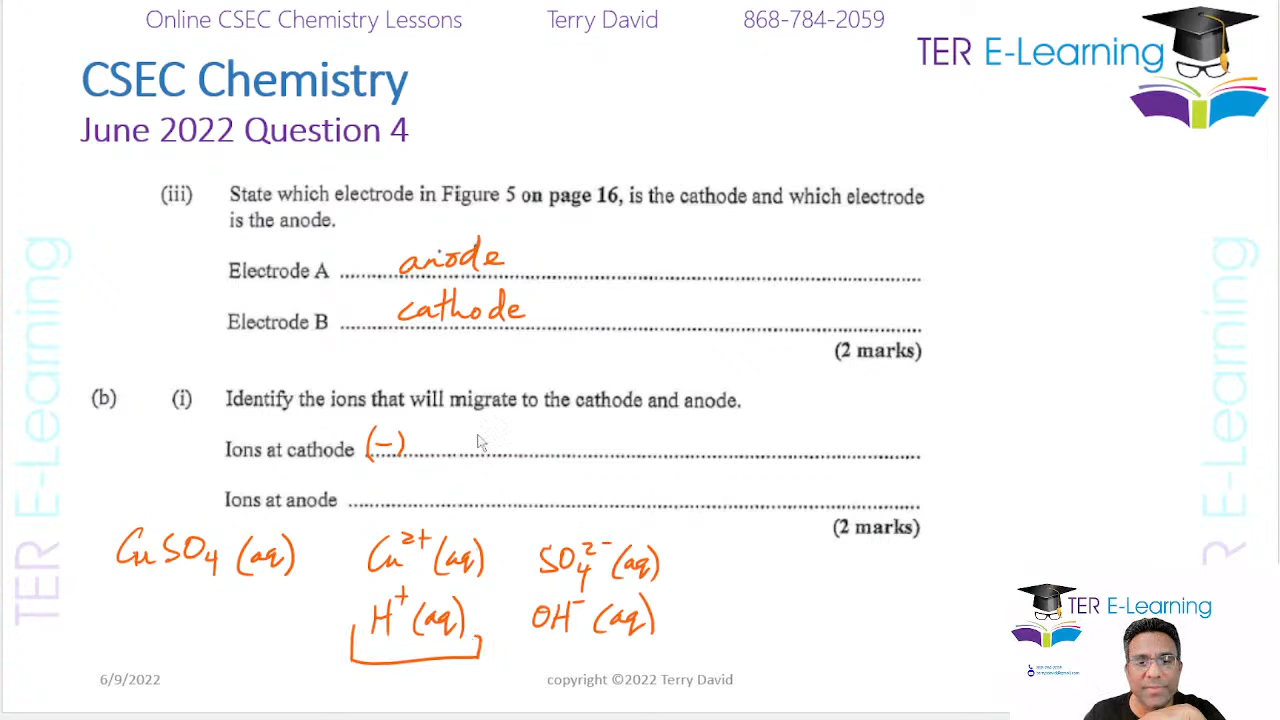 Online CSEC Chemistry Lessons Terry David 868-784-2059
TER E-Learning
CSEC Chemistry
June 2022 Question 4
(iii) State which electrode in Figure 5 on page 16, is the cathode and which electrode
is the anode.
Electrode A anode
Electrode B cathode
(2 marks)
(b) (i) Identify the ions that will migrate to the cathode and anode.
Ions at cathode (−)
Ions at anode
(2 marks)
CuSO₄ (aq) Cu²⁺ (aq) SO₄²⁻ (aq)
H⁺ (aq) OH⁻ (aq)
TER E-Learning
TER E-Learning
TER E-Learning
868-784-2059
6/9/2022 copyright ©2022 Terry David